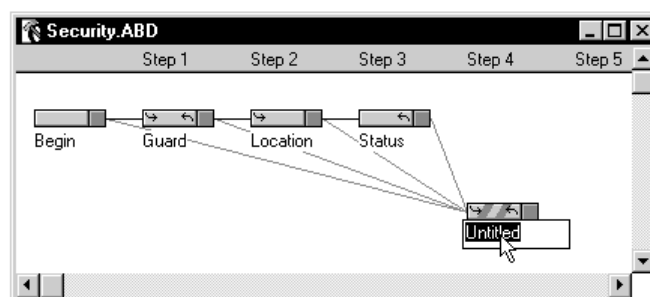 Security.ABD
Step 1 Step 2 Step 3 Step 4 Step 5
Begin Guard Location Status
Untitled